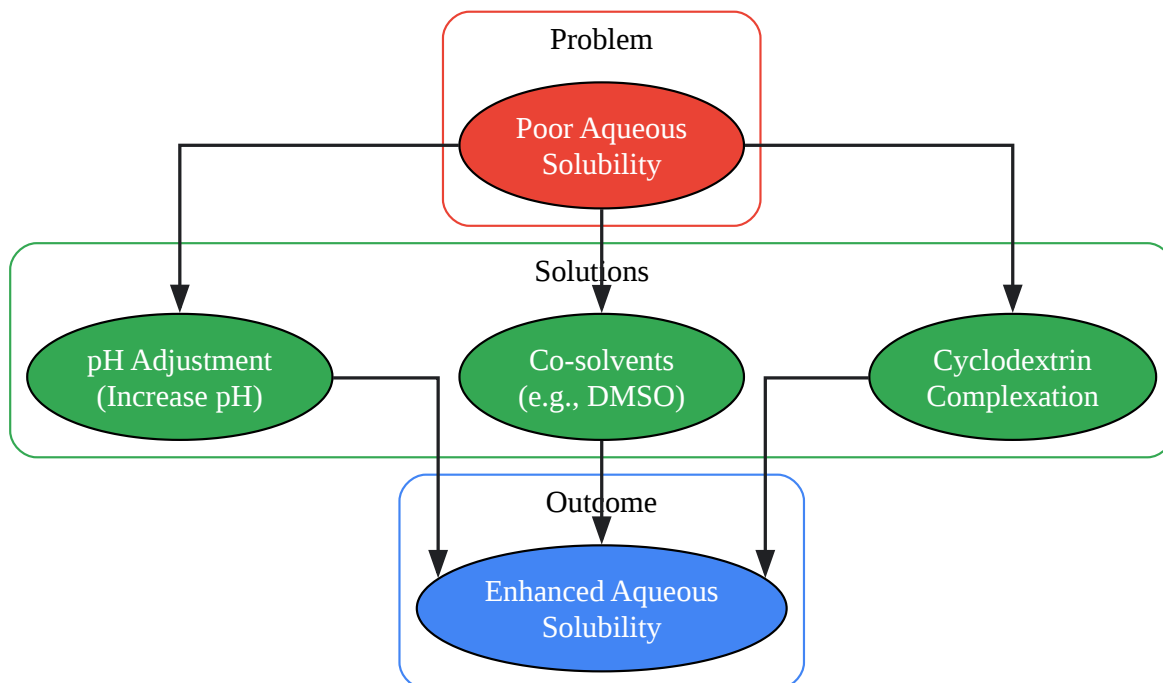 Problem
Poor Aqueous
Solubility
Solutions
pH Adjustment
(Increase pH)
Co-solvents
(e.g., DMSO)
Cyclodextrin
Complexation
Outcome
Enhanced Aqueous
Solubility